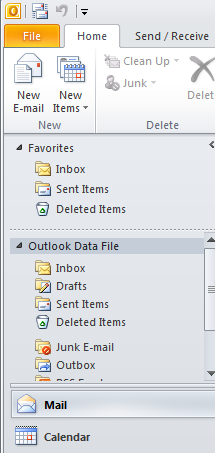 File Home Send / Receive
New E-mail
New Items
Clean Up
Junk
Delet
New Delete
Favorites
Inbox
Sent Items
Deleted Items
Outlook Data File
Inbox
Drafts
Sent Items
Deleted Items
Junk E-mail
Outbox
Mail
Calendar